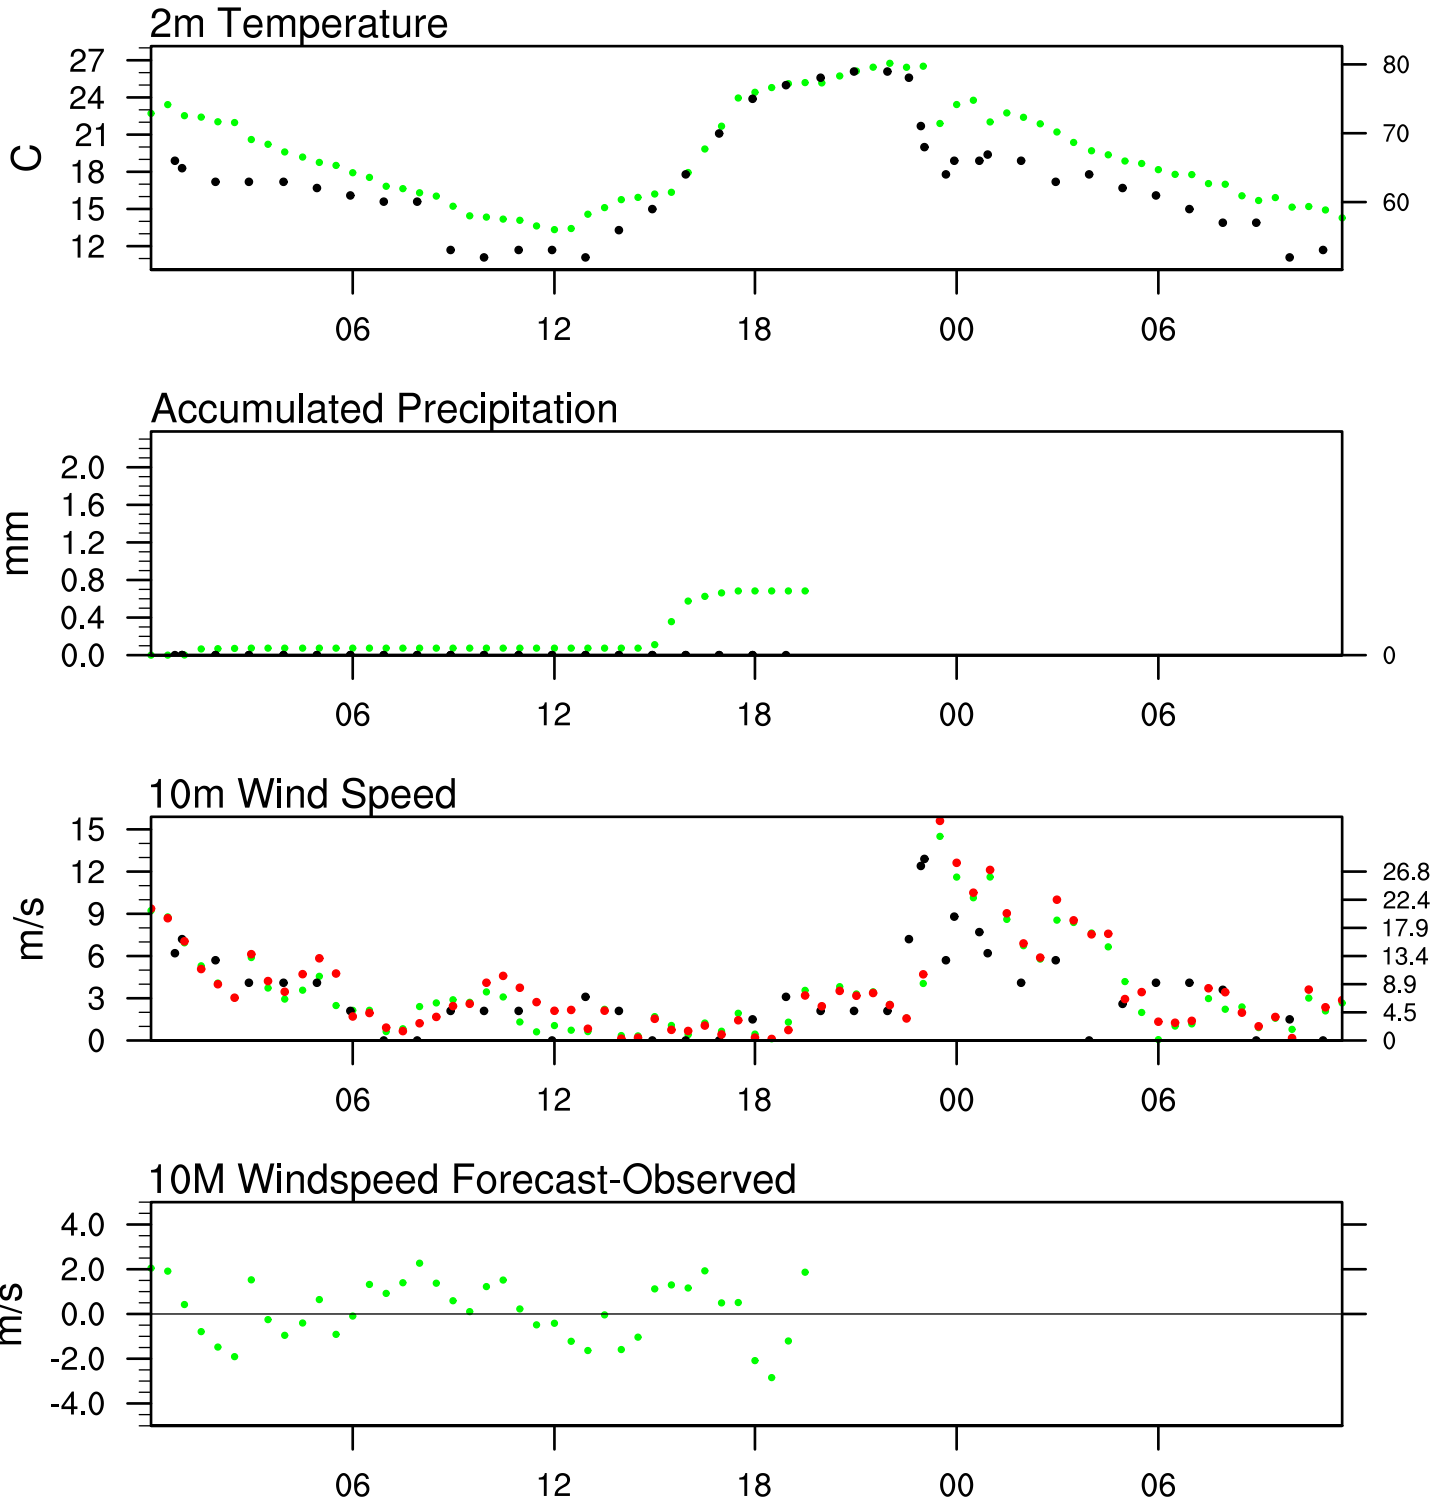 2m Temperature
C
27
24
21
18
15
12
80
70
60
06 12 18 00 06
Accumulated Precipitation
mm
2.0
1.6
1.2
0.8
0.4
0.0
0
06 12 18 00 06
10m Wind Speed
m/s
15
12
9
6
3
0
26.8
22.4
17.9
13.4
8.9
4.5
0
06 12 18 00 06
10M Windspeed Forecast-Observed
m/s
4.0
2.0
0.0
-2.0
-4.0
06 12 18 00 06